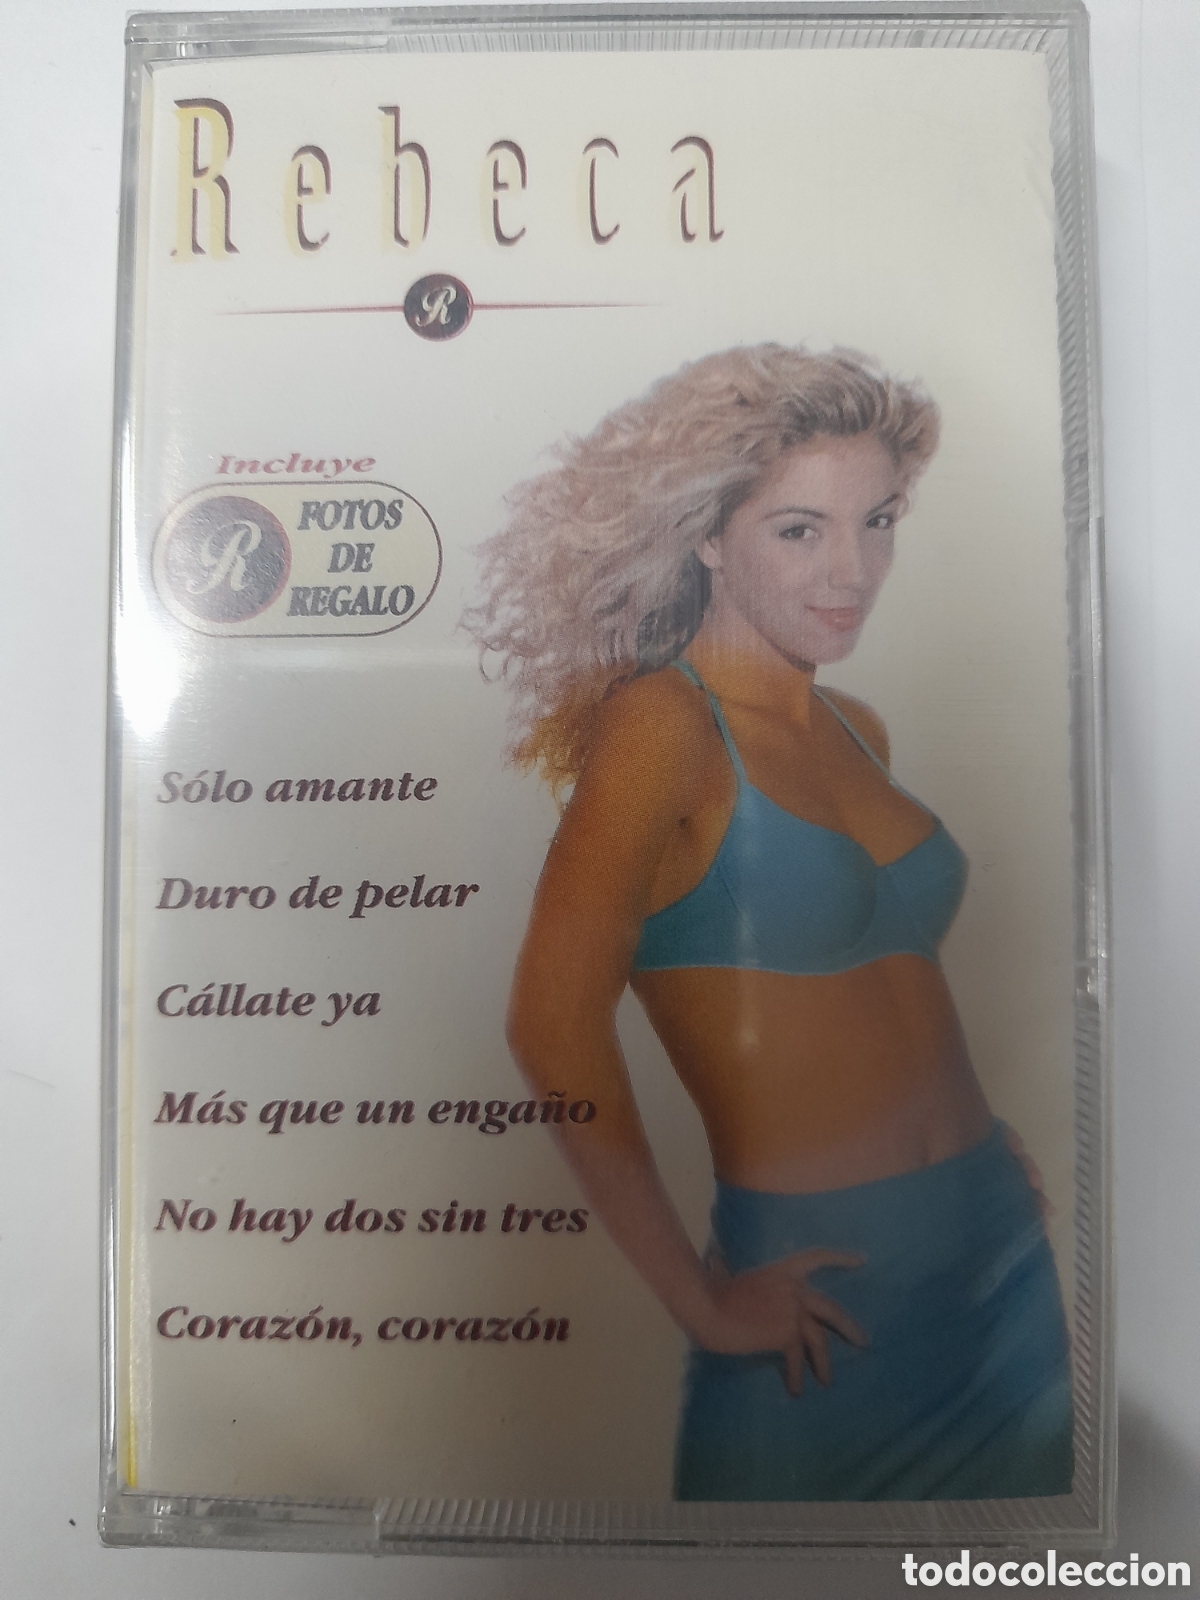 Rebeca
R
Incluye
R
FOTOS
DE
REGALO
Sólo amante
Duro de pelar
Cállate ya
Más que un engaño
No hay dos sin tres
Corazón, corazón
todocoleccion